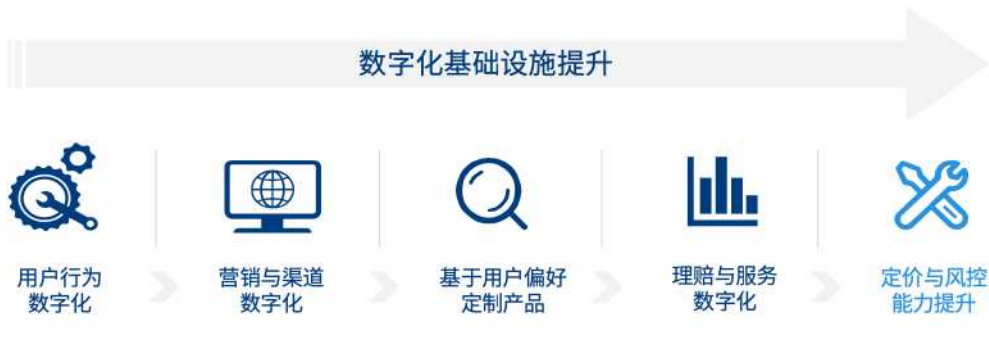 数字化基础设施提升
用户行为
数字化
营销与渠道
数字化
基于用户偏好
定制产品
理赔与服务
数字化
定价与风控
能力提升